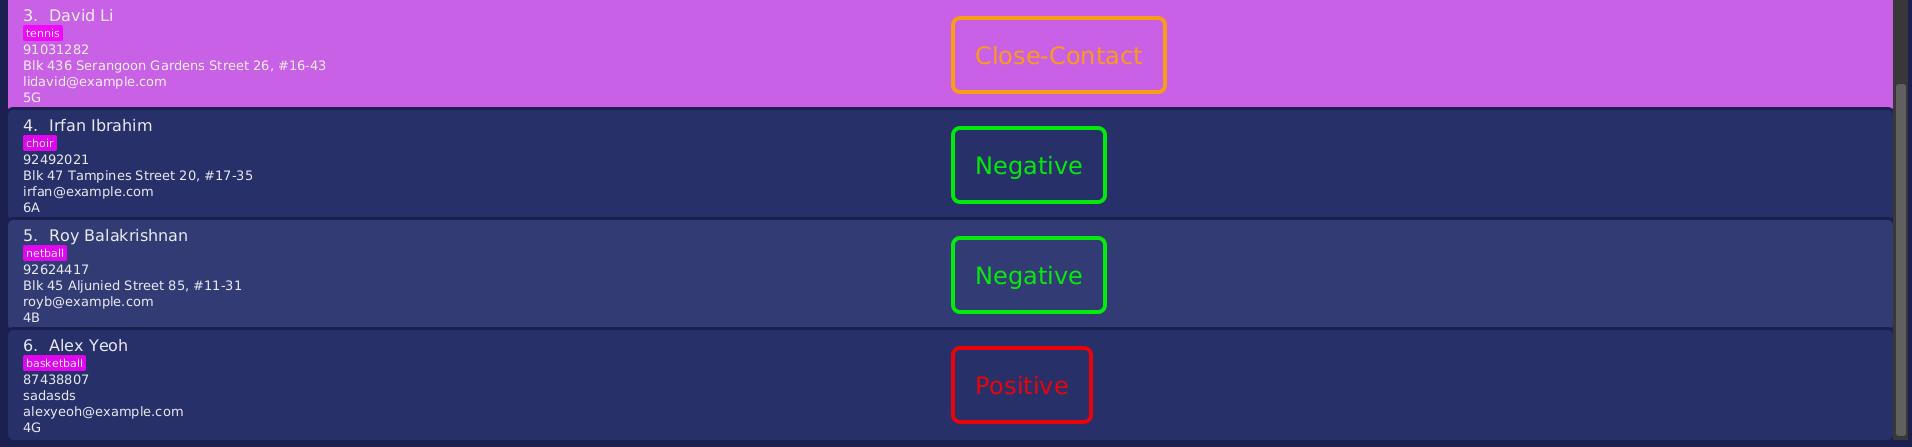 3. David Li
tennis
91031282
Blk 436 Serangoon Gardens Street 26, #16-43
lidavid@example.com
5G
Close-Contact
4. Irfan Ibrahim
choir
92492021
Blk 47 Tampines Street 20, #17-35
irfan@example.com
6A
Negative
5. Roy Balakrishnan
netball
92624417
Blk 45 Aljunied Street 85, #11-31
royb@example.com
4B
Negative
6. Alex Yeoh
basketball
87438807
sadasds
alexyeoh@example.com
4G
Positive